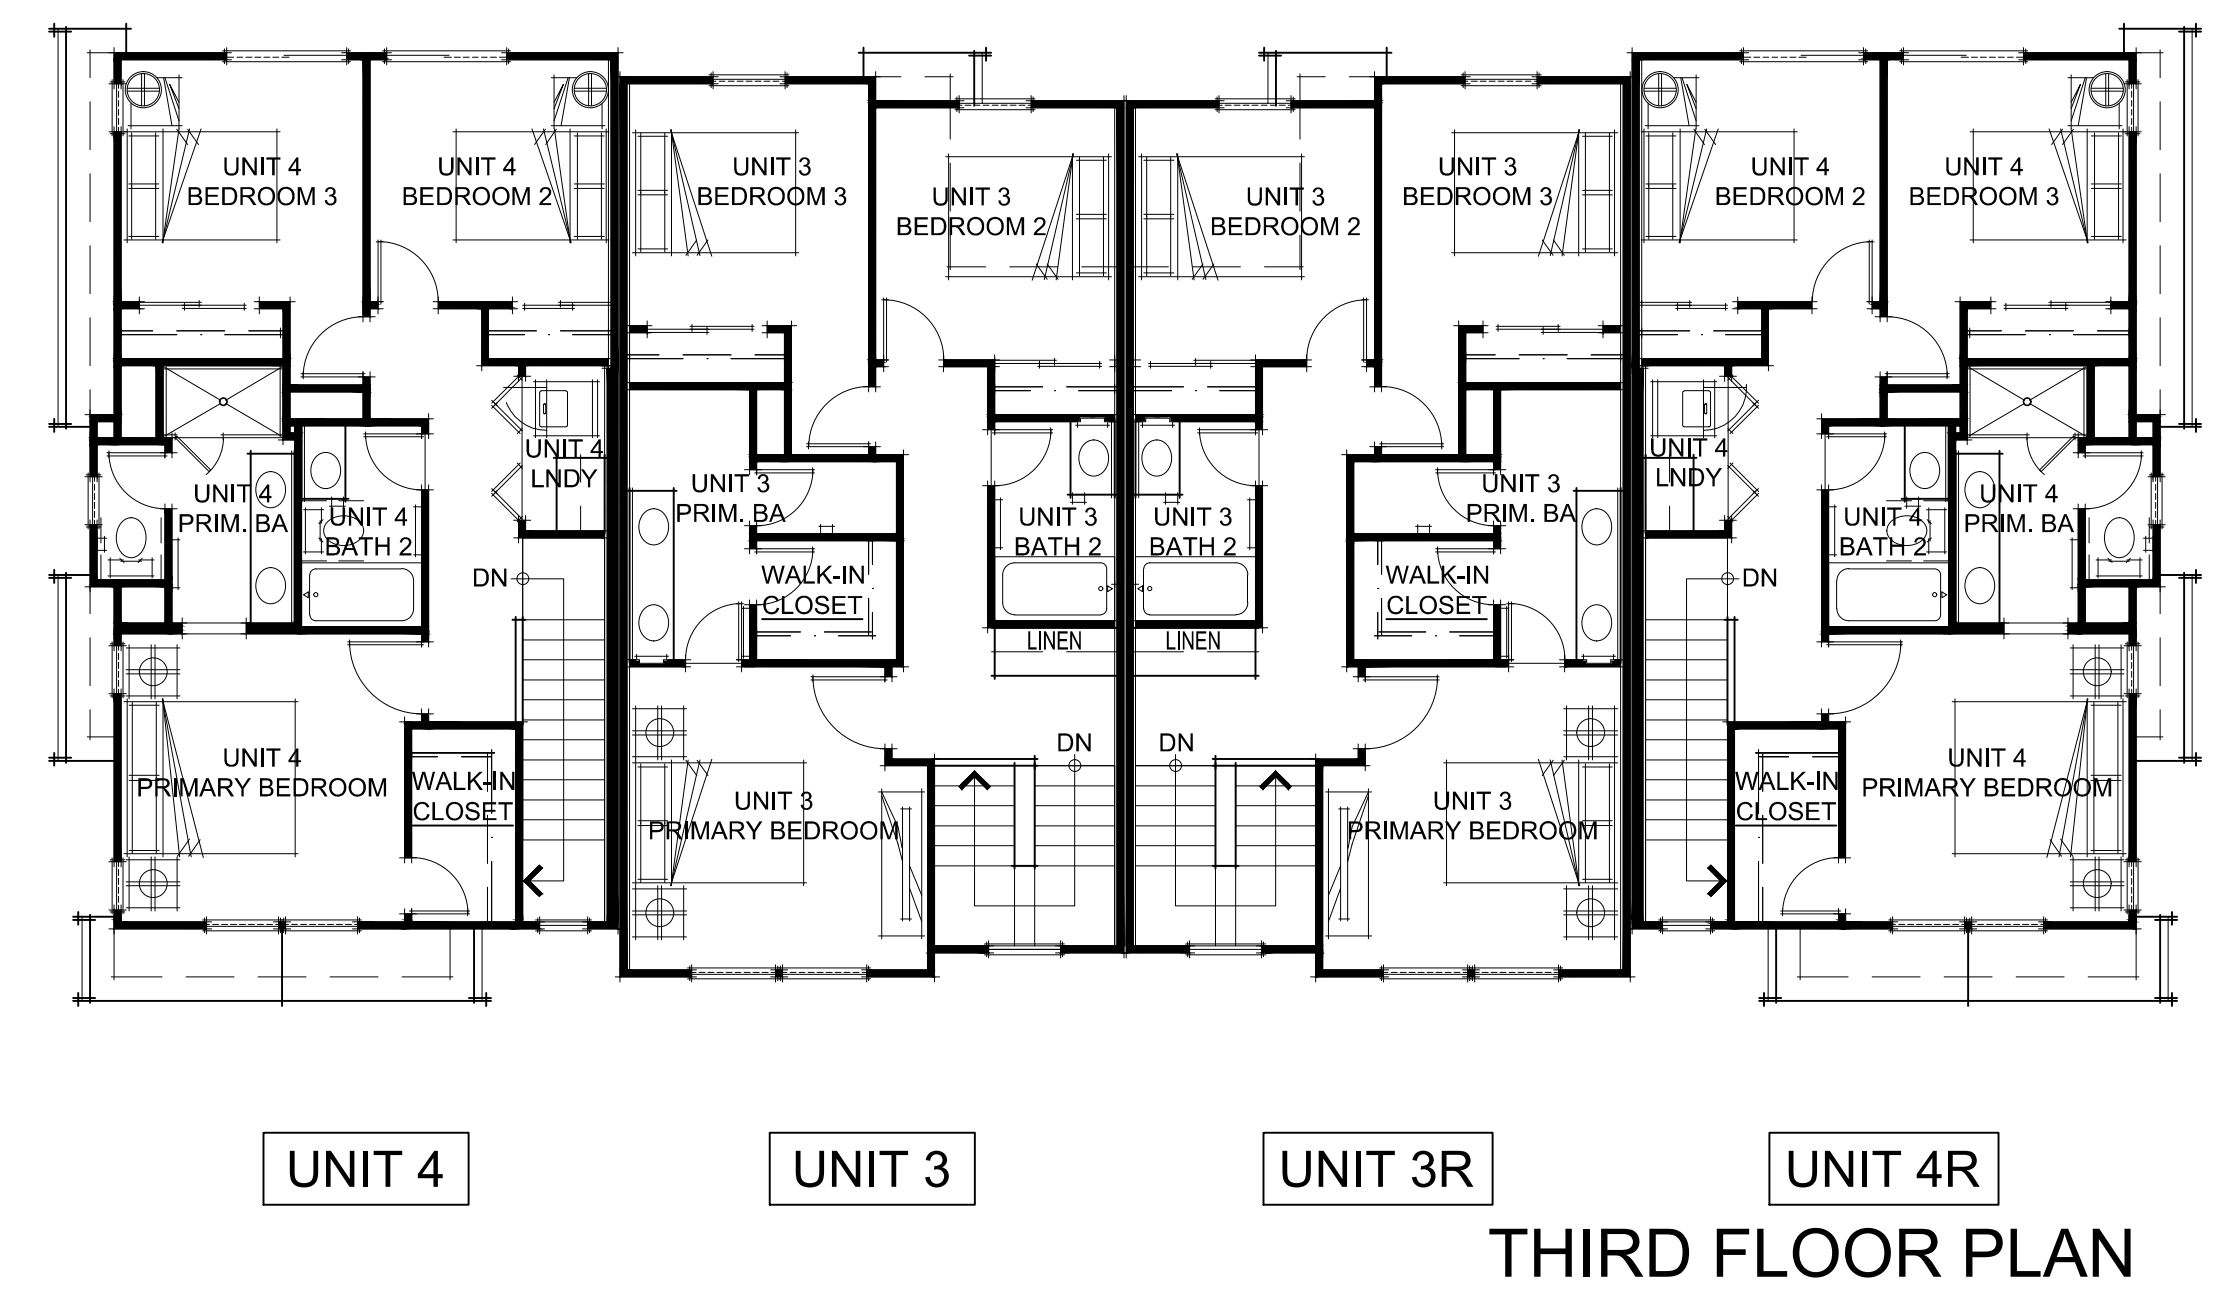 UNIT 4
BEDROOM 3
UNIT 4
BEDROOM 2
UNIT 4
PRIM. BA
UNIT 4
BATH 2
UNIT 4
LNDY
DN
UNIT 4
PRIMARY BEDROOM
WALK-IN
CLOSET
UNIT 3
BEDROOM 3
UNIT 3
BEDROOM 2
UNIT 3
PRIM. BA
WALK-IN
CLOSET
UNIT 3
BATH 2
LINEN
DN
UNIT 3
PRIMARY BEDROOM
UNIT 3
BEDROOM 2
UNIT 3
BEDROOM 3
UNIT 3
BATH 2
LINEN
UNIT 3
PRIM. BA
WALK-IN
CLOSET
DN
UNIT 3
PRIMARY BEDROOM
UNIT 4
BEDROOM 2
UNIT 4
BEDROOM 3
UNIT 4
LNDY
UNIT 4
BATH 2
UNIT 4
PRIM. BA
DN
WALK-IN
CLOSET
UNIT 4
PRIMARY BEDROOM
UNIT 4
UNIT 3
UNIT 3R
UNIT 4R
THIRD FLOOR PLAN